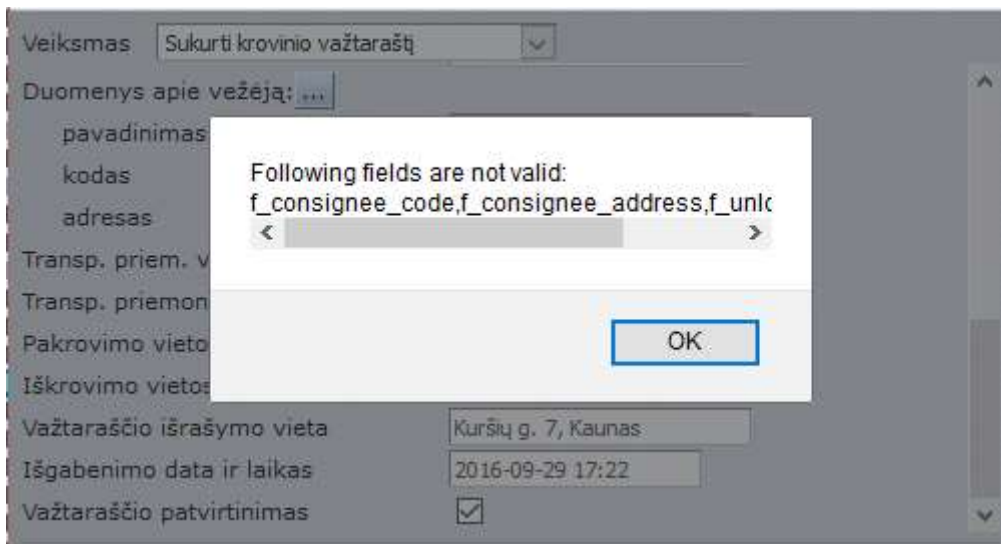 Veiksmas Sukurti krovinio važtaraštį
Duomenys apie vežėją: ...
pavadinimas
kodas
adresas
Following fields are not valid:
f_consignee_code,f_consignee_address,f_unlo
Transp. priem. v
Transp. priemon
Pakrovimo vieto
OK
Iškrovimo vietos
Važtaraščio išrašymo vieta Kuršių g. 7, Kaunas
Išgabenimo data ir laikas 2016-09-29 17:22
Važtaraščio patvirtinimas